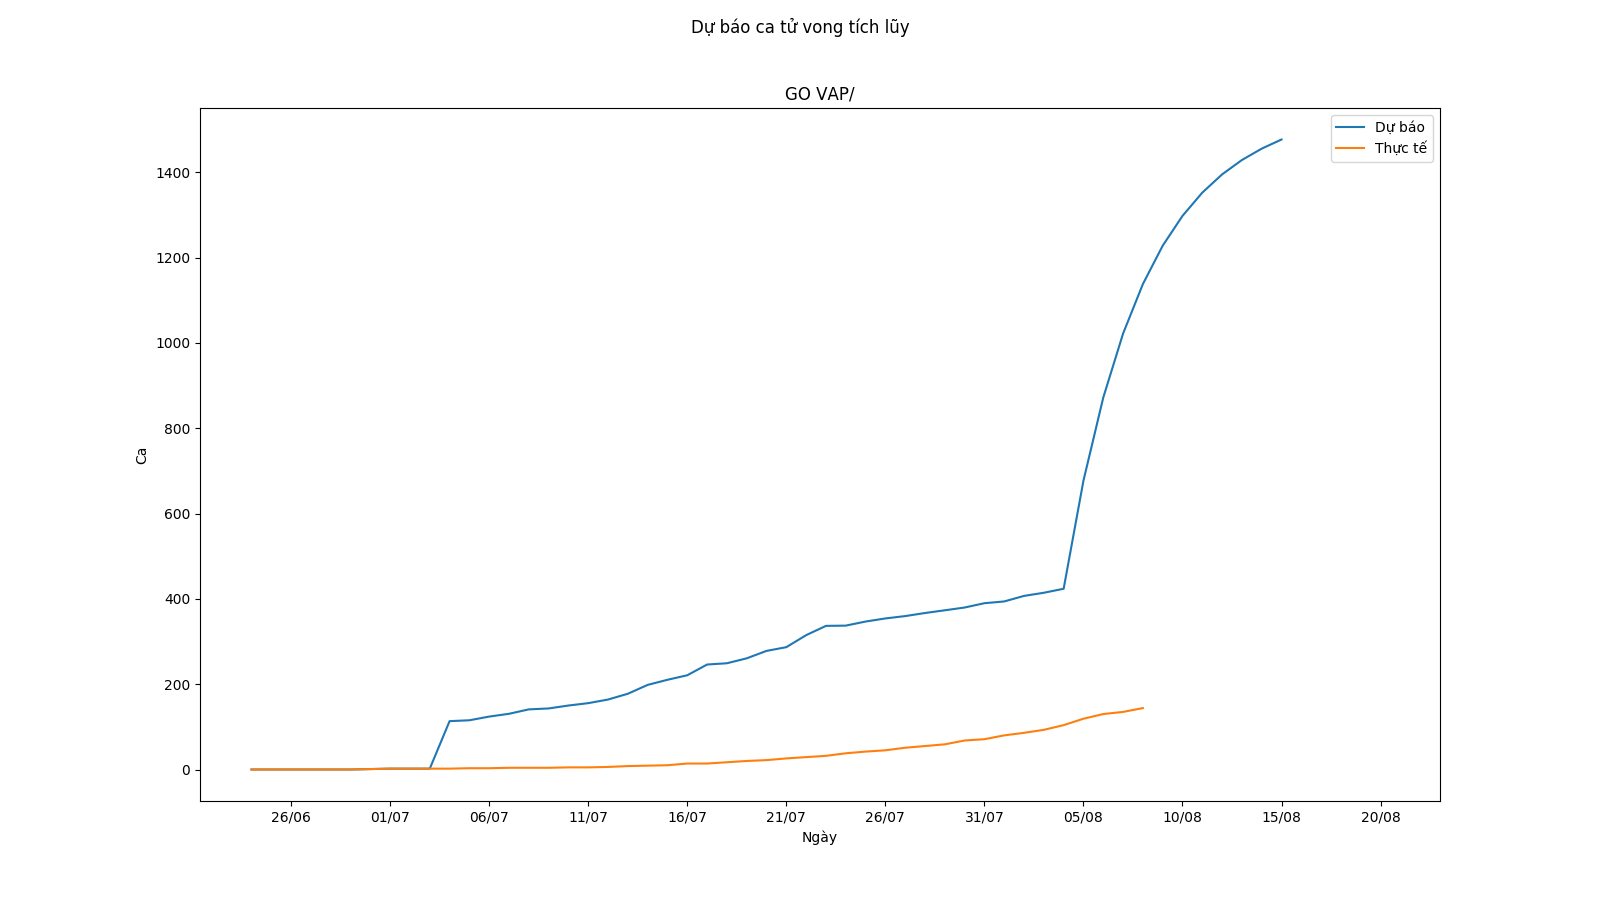 Dự báo ca tử vong tích lũy
GO VAP/
Dự báo
Thực tế
1400
1200
1000
800
600
400
200
0
Ca
26/06 01/07 06/07 11/07 16/07 21/07 26/07 31/07 05/08 10/08 15/08 20/08
Ngày